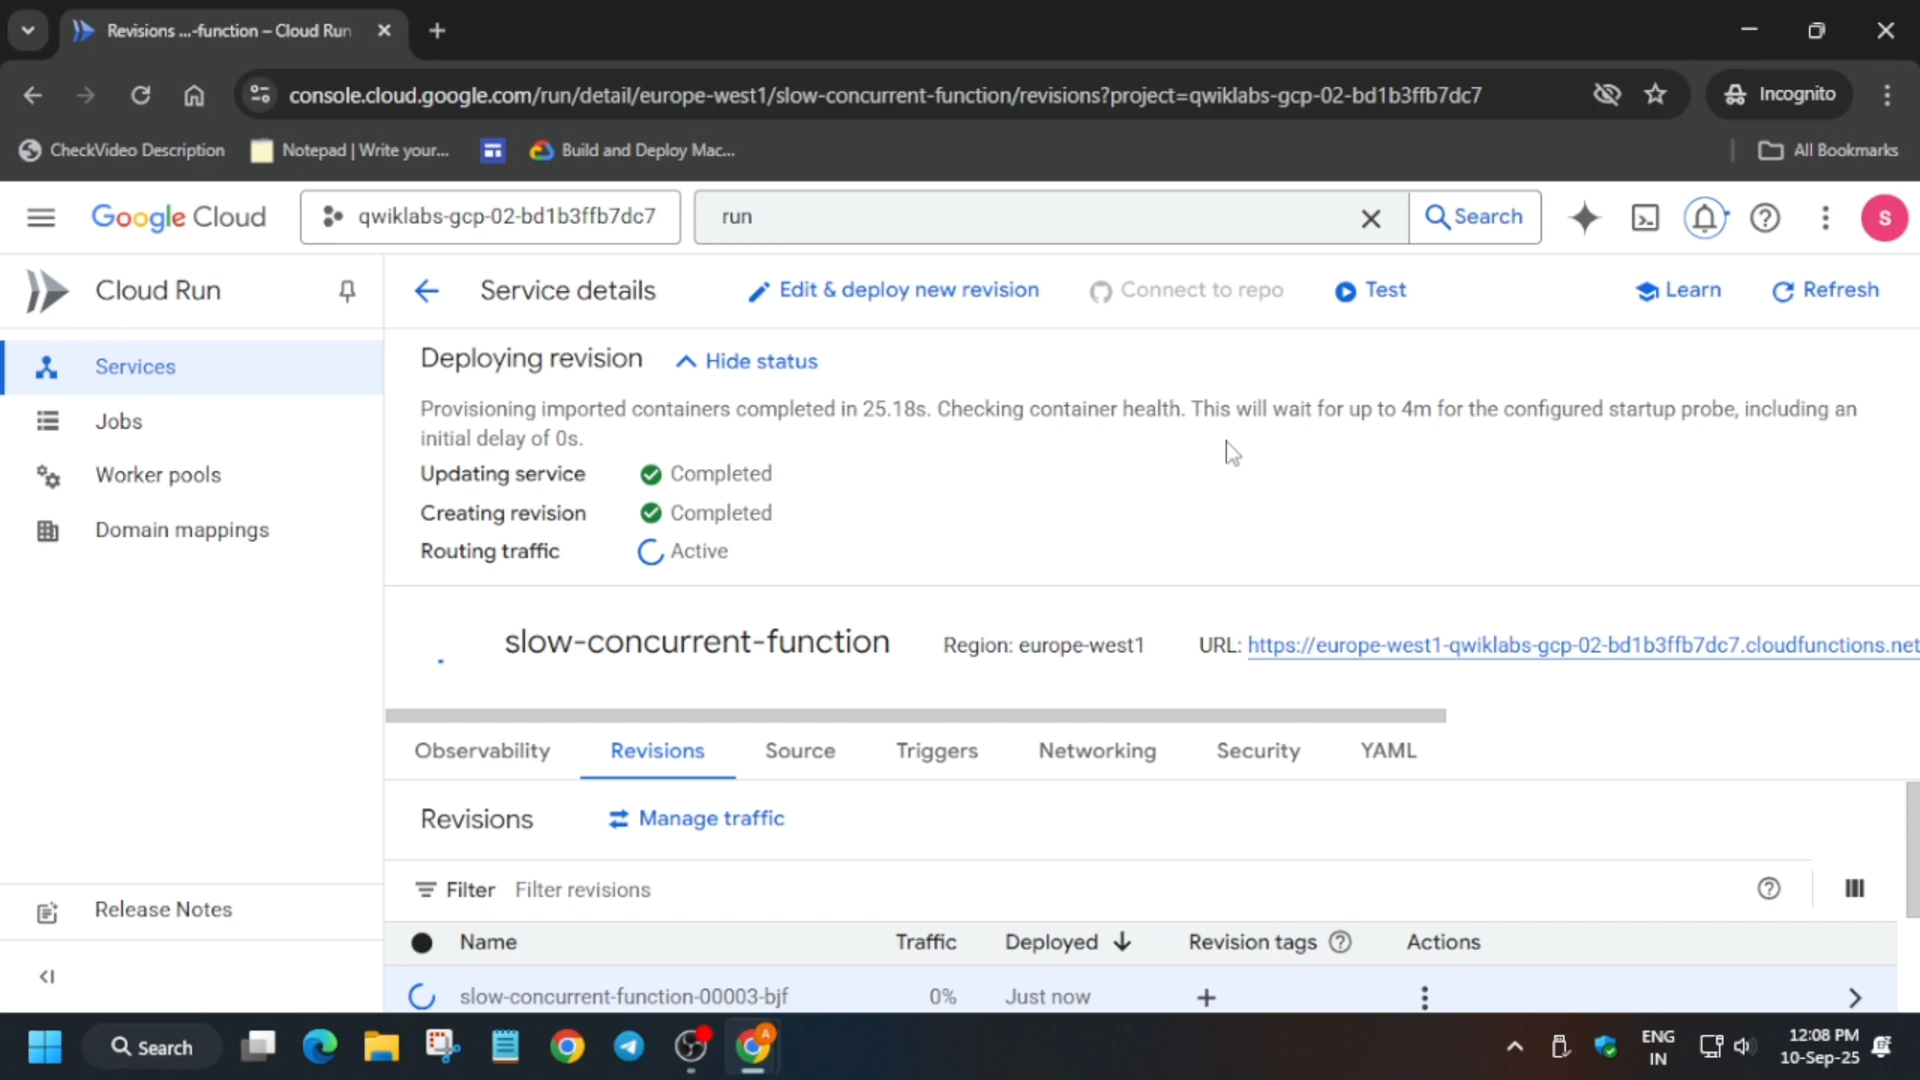 Revisions ...-function – Cloud Run
console.cloud.google.com/run/detail/europe-west1/slow-concurrent-function/revisions?project=qwiklabs-gcp-02-bd1b3ffb7dc7
Incognito
CheckVideo Description
Notepad | Write your...
Build and Deploy Mac...
All Bookmarks
Google Cloud
qwiklabs-gcp-02-bd1b3ffb7dc7
run
Search
S
Cloud Run
Service details
Edit & deploy new revision
Connect to repo
Test
Learn
Refresh
Services
Jobs
Worker pools
Domain mappings
Release Notes
Deploying revision
Hide status
Provisioning imported containers completed in 25.18s. Checking container health. This will wait for up to 4m for the configured startup probe, including an
initial delay of 0s.
Updating service Completed
Creating revision Completed
Routing traffic Active
slow-concurrent-function
Region: europe-west1
URL: https://europe-west1-qwiklabs-gcp-02-bd1b3ffb7dc7.cloudfunctions.net
Observability
Revisions
Source
Triggers
Networking
Security
YAML
Revisions
Manage traffic
Filter
Filter revisions
Name Traffic Deployed Revision tags Actions
slow-concurrent-function-00003-bjf 0% Just now
Search
A
ENG
IN
12:08 PM
10-Sep-25